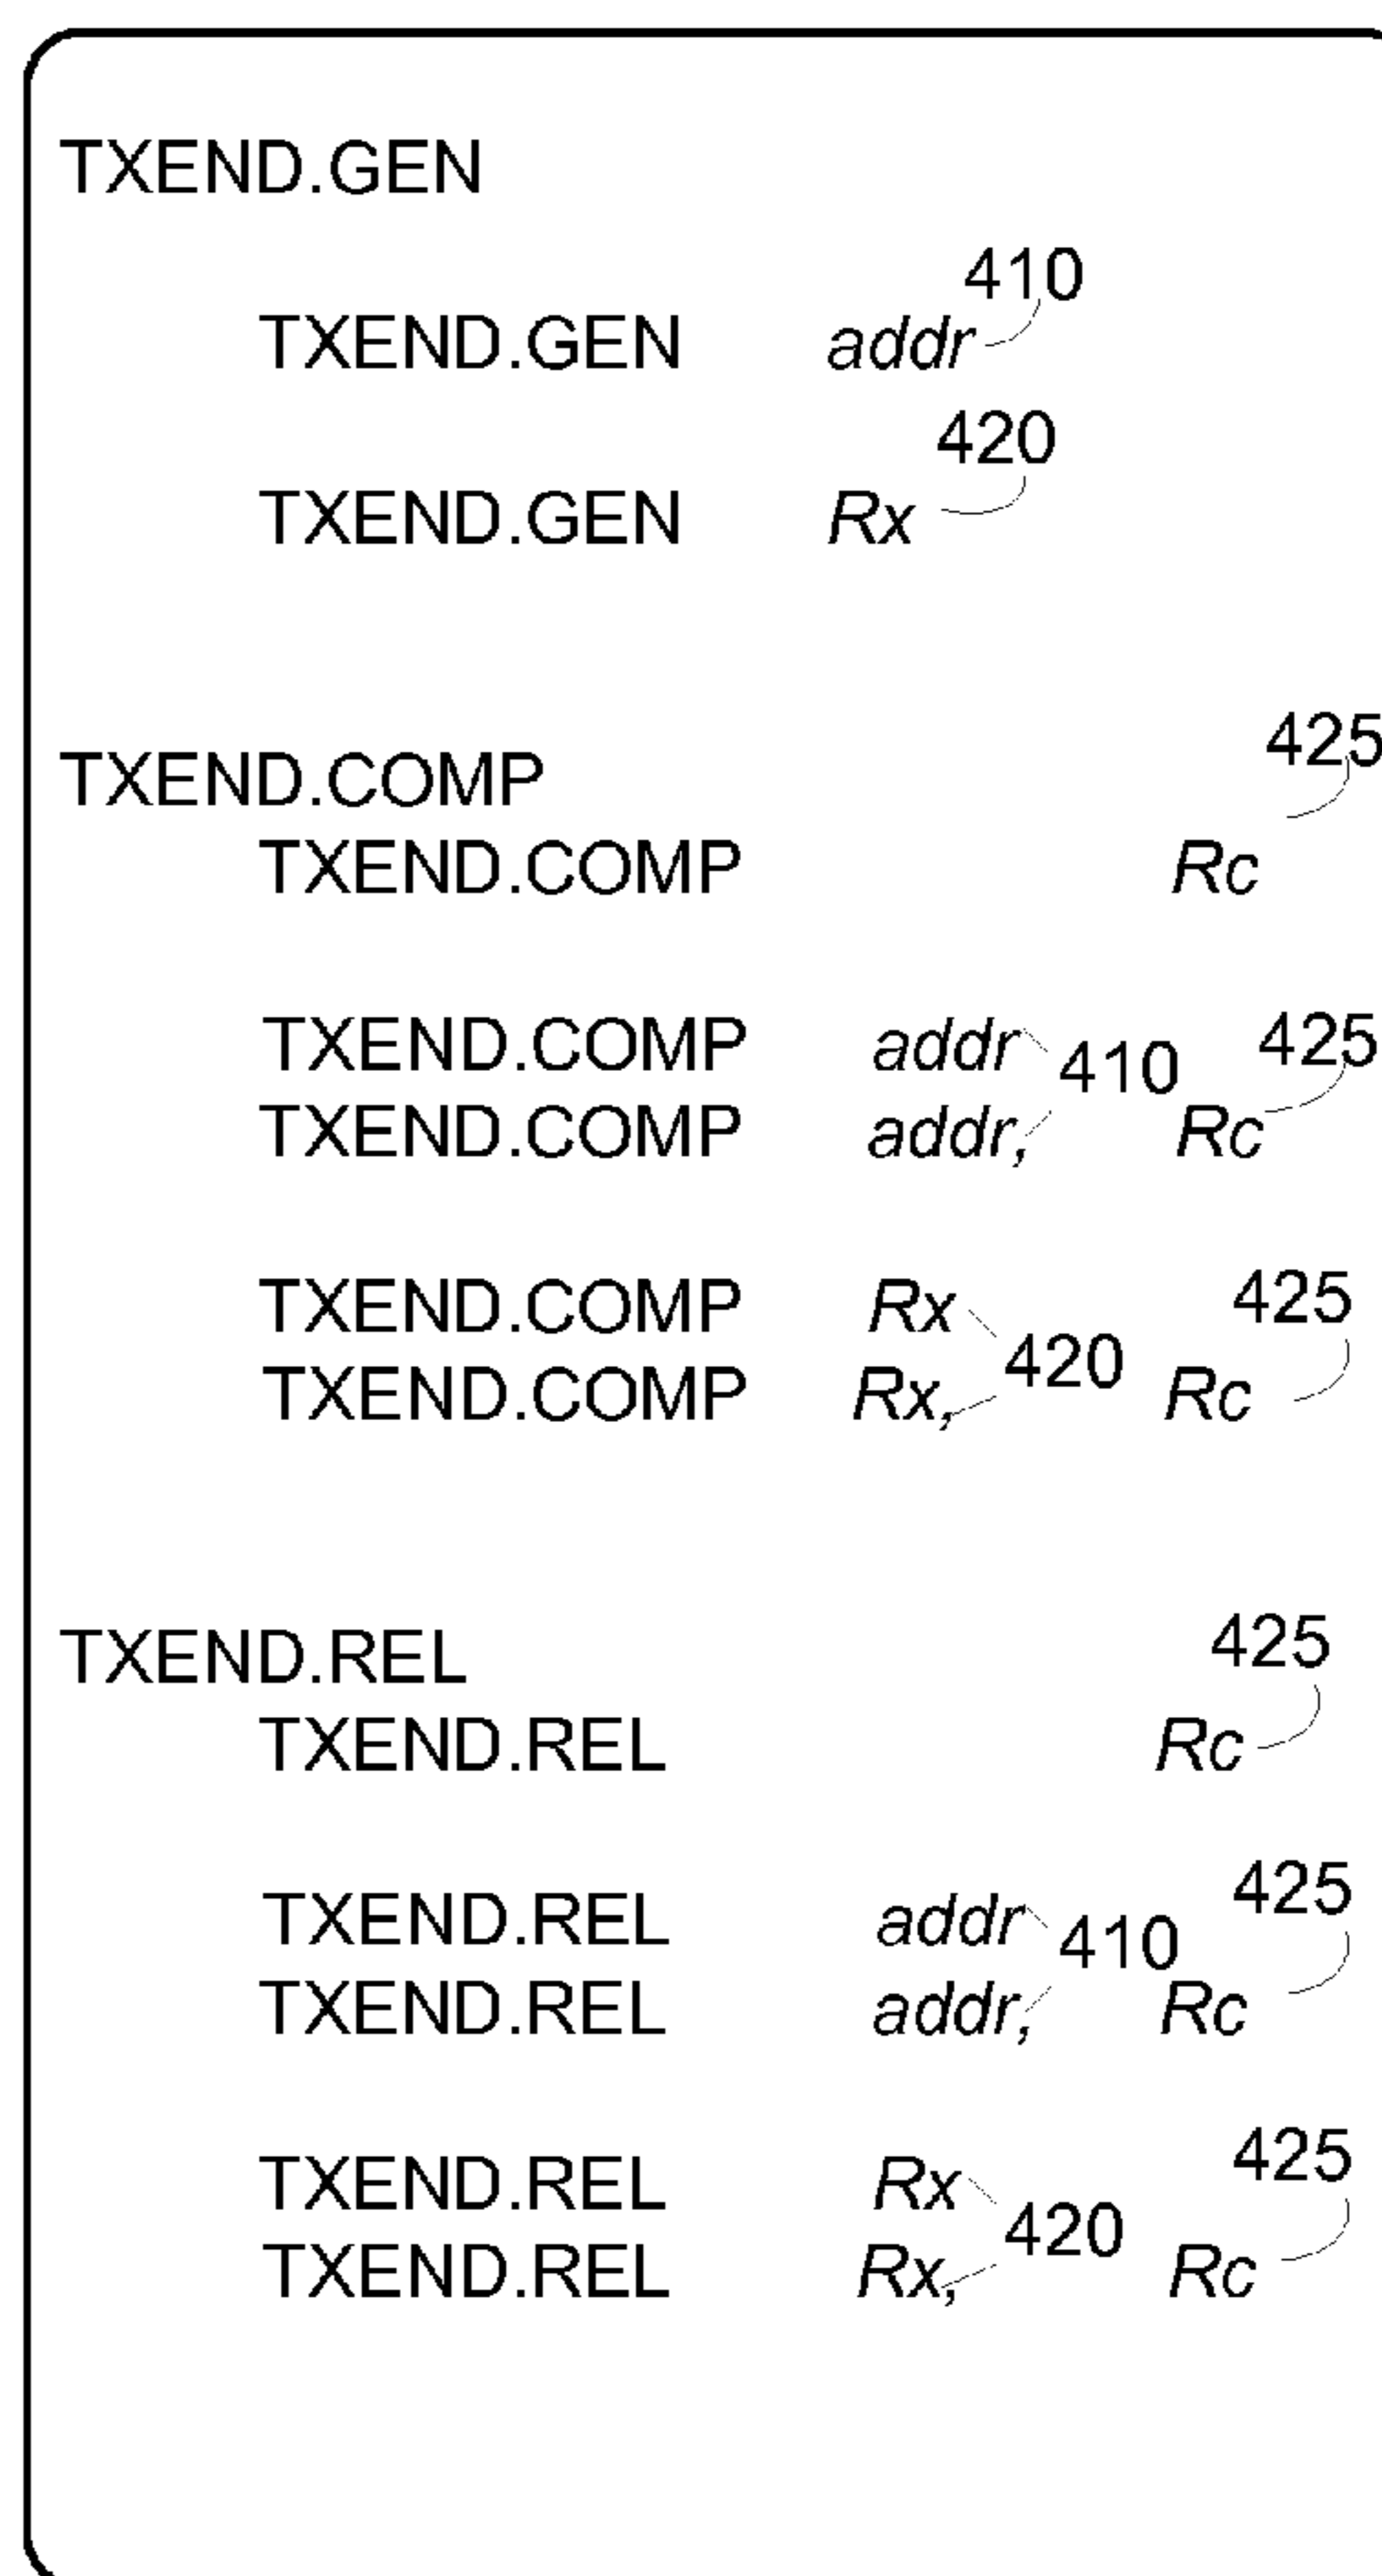 TXEND.GEN
410
TXEND.GEN addr
420
TXEND.GEN Rx
425
TXEND.COMP
TXEND.COMP Rc
TXEND.COMP addr 410 425
TXEND.COMP addr, Rc
TXEND.COMP Rx 420 425
TXEND.COMP Rx, Rc
TXEND.REL 425
TXEND.REL Rc
TXEND.REL addr 410 425
TXEND.REL addr, Rc
TXEND.REL Rx 420 425
TXEND.REL Rx, Rc